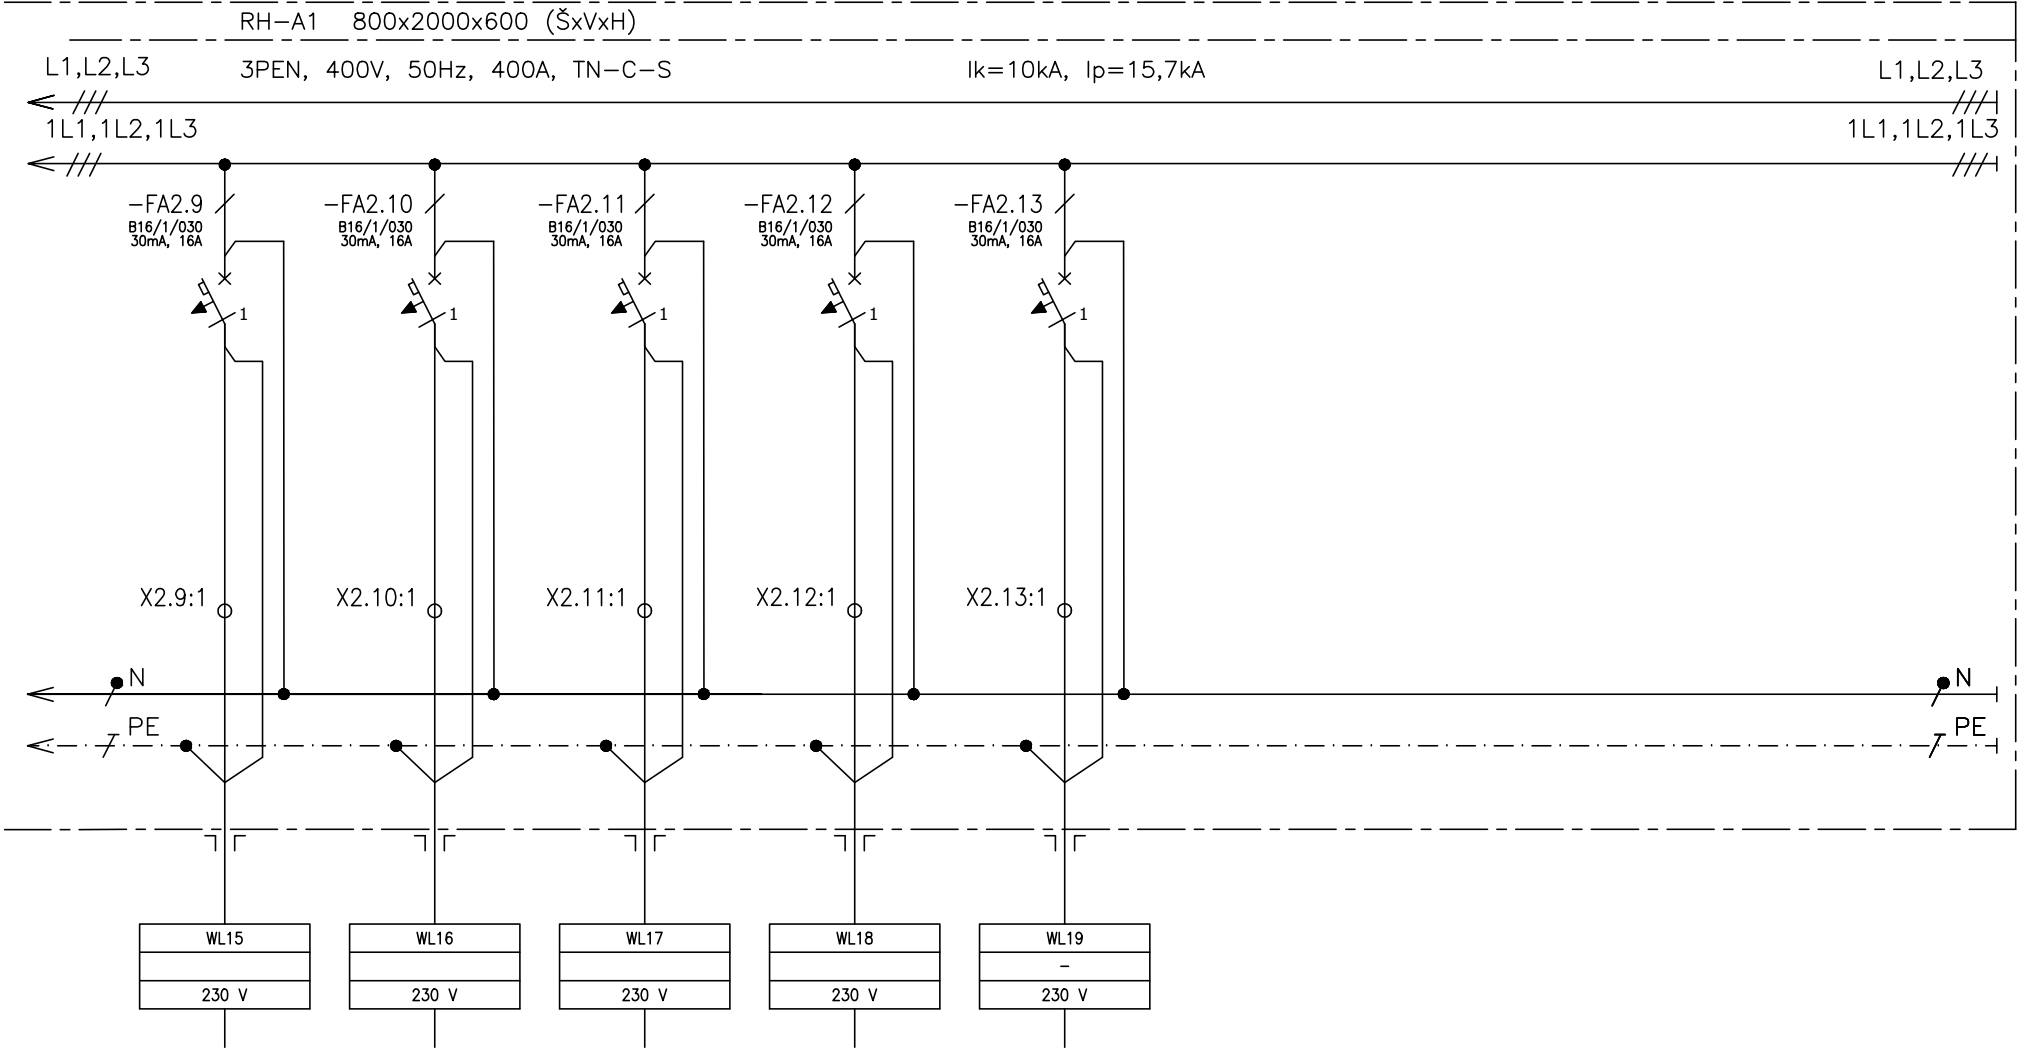 RH-A1 800x2000x600 (ŠxVxH)
L1,L2,L3 3PEN, 400V, 50Hz, 400A, TN-C-S Ik=10kA, Ip=15,7kA L1,L2,L3
1L1,1L2,1L3 1L1,1L2,1L3
-FA2.9 -FA2.10 -FA2.11 -FA2.12 -FA2.13
B16/1/030 B16/1/030 B16/1/030 B16/1/030 B16/1/030
30mA, 16A 30mA, 16A 30mA, 16A 30mA, 16A 30mA, 16A
1 1 1 1 1
X2.9:1 X2.10:1 X2.11:1 X2.12:1 X2.13:1
N N
PE PE
WL15 WL16 WL17 WL18 WL19
-
230 V 230 V 230 V 230 V 230 V